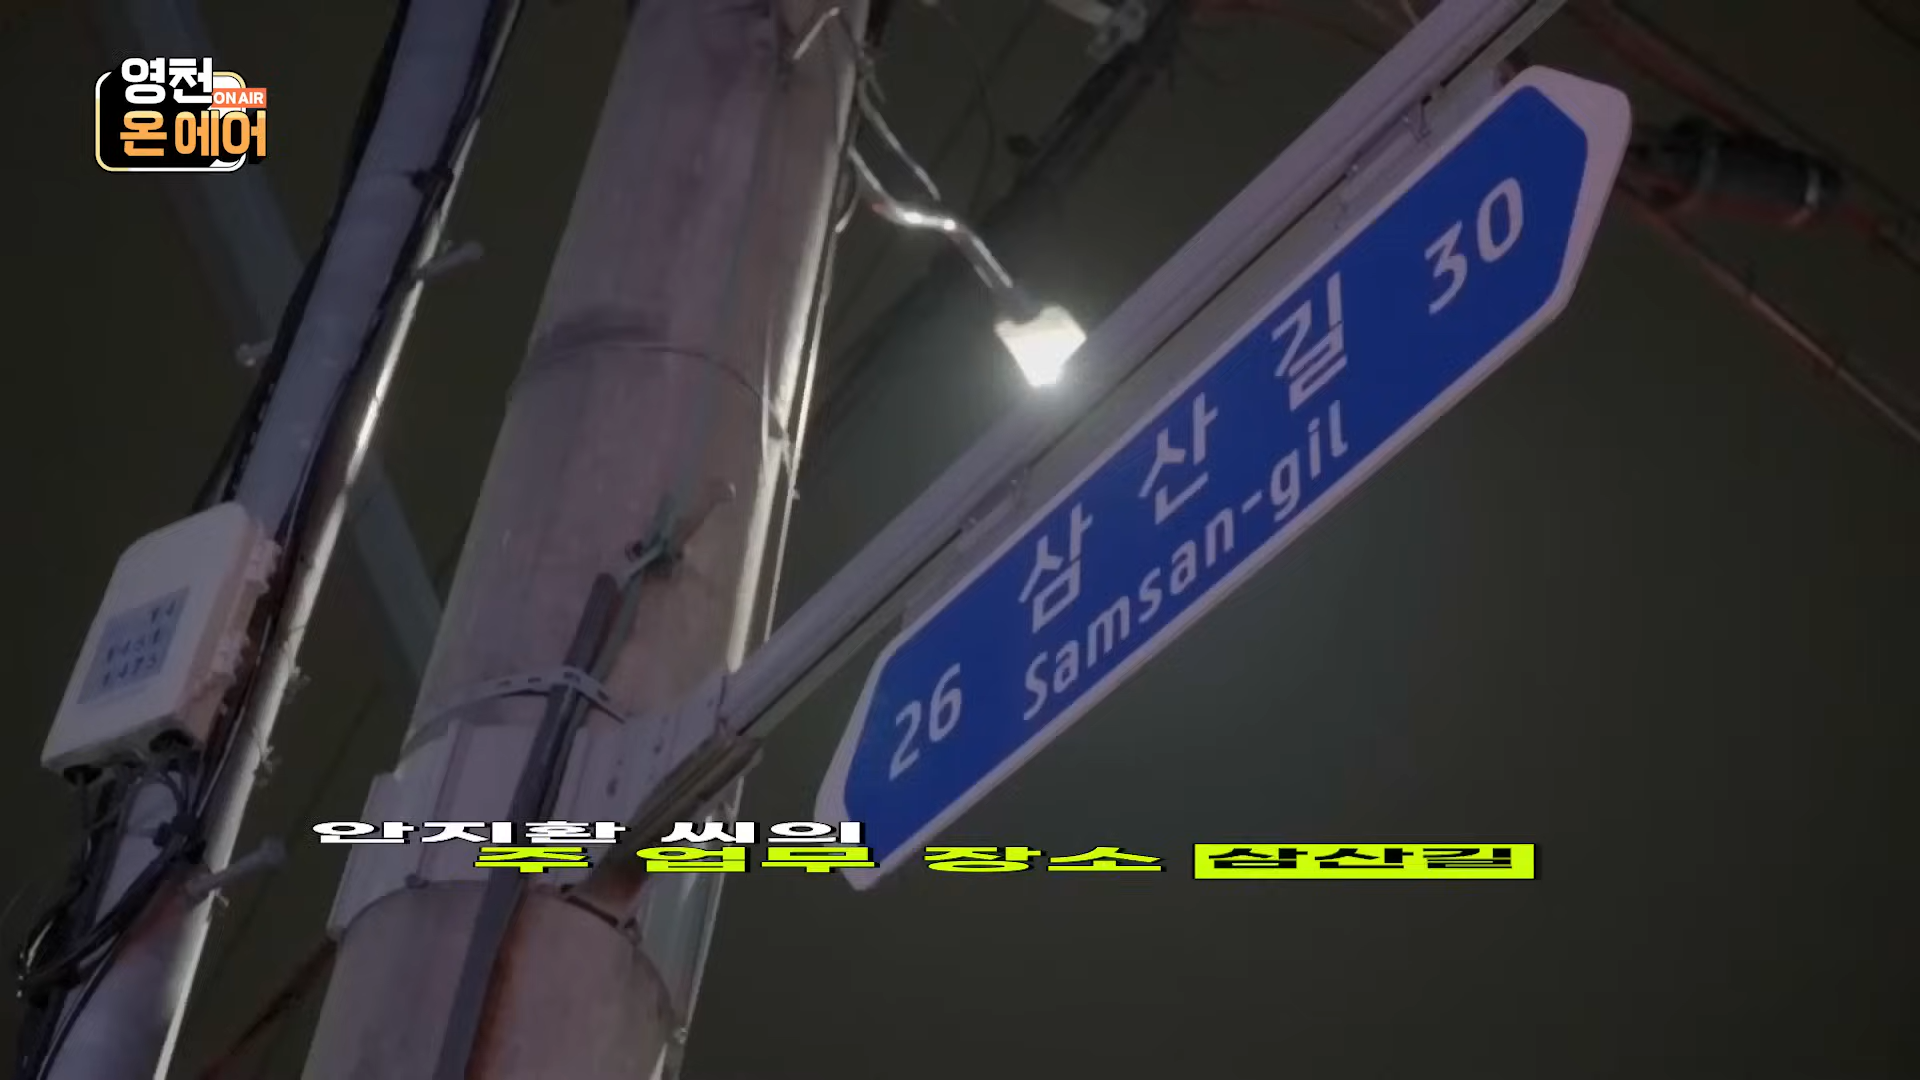 영천
ON AIR
온에어
삼산길 30
26 Samsan-gil
안지환 씨의
주 업무 장소 삼산길